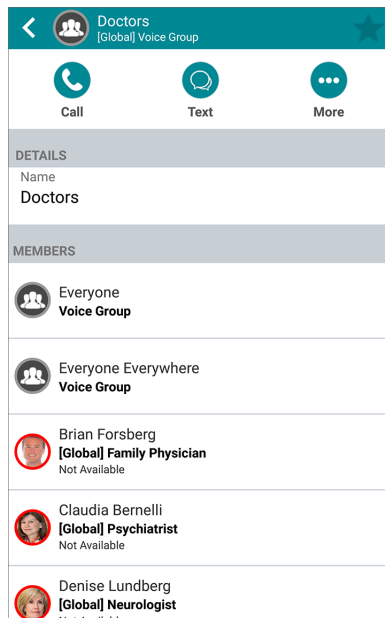 Doctors
[Global] Voice Group
Call
Text
More
DETAILS
Name
Doctors
MEMBERS
Everyone
Voice Group
Everyone Everywhere
Voice Group
Brian Forsberg
[Global] Family Physician
Not Available
Claudia Bernelli
[Global] Psychiatrist
Not Available
Denise Lundberg
[Global] Neurologist